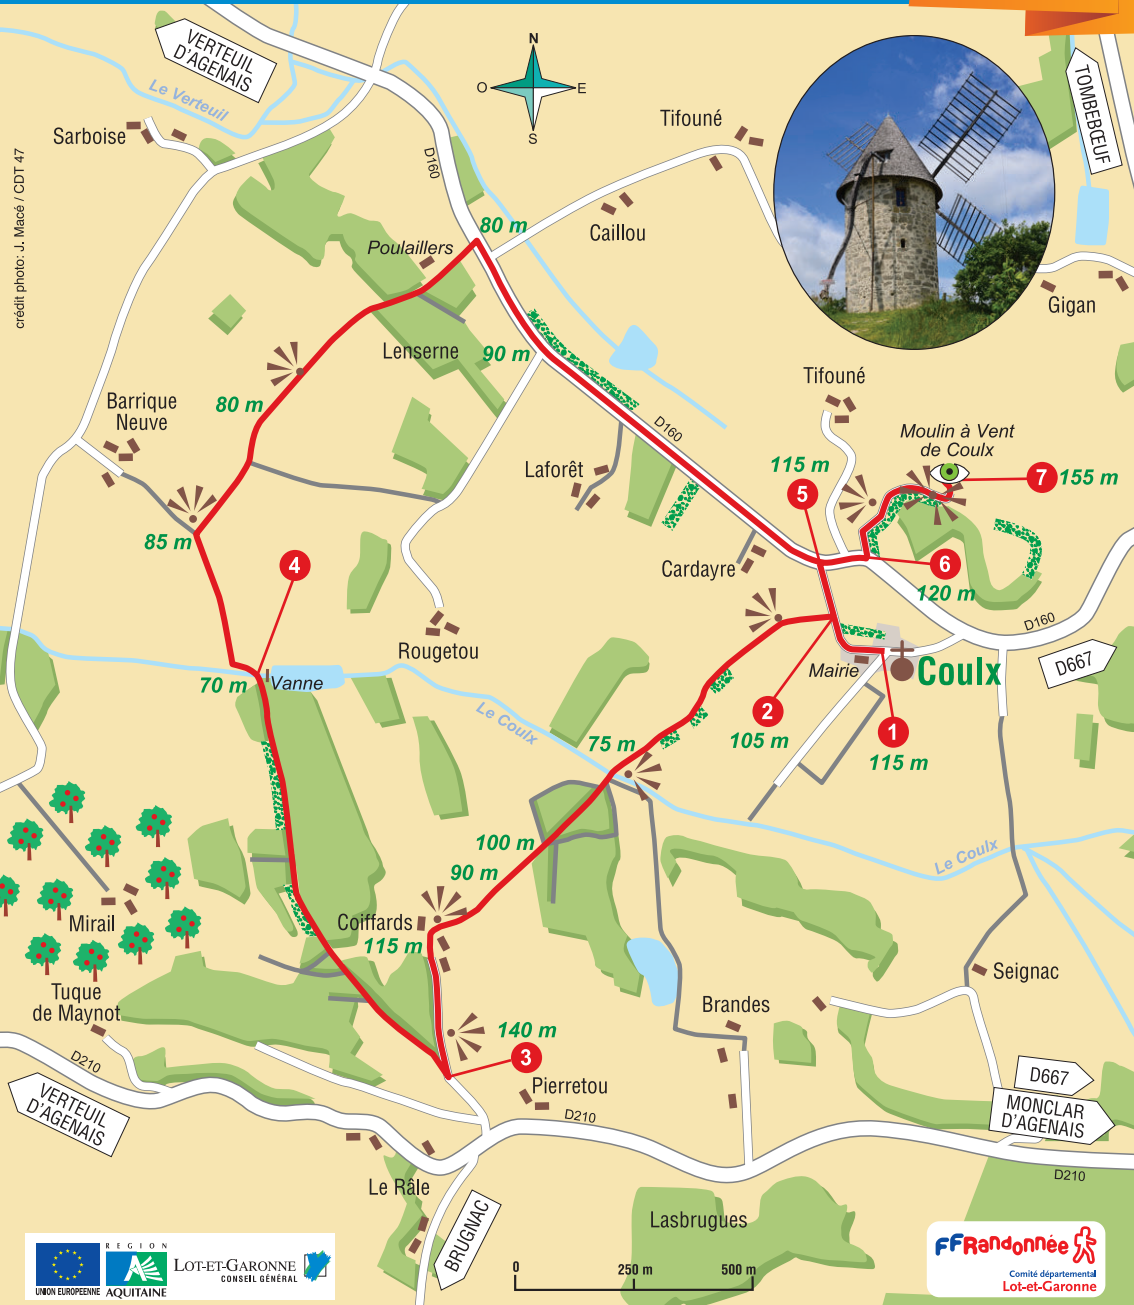 VERTEUIL
D'AGENAIS
Le Verteuil
N
O
E
S
Tifouné
TOMBEBŒUF
Sarboise
D160
crédit photo: J. Macé / CDT 47
80 m
Caillou
Poulaillers
Gigan
Lenserne
90 m
Tifouné
80 m
Barrique
Neuve
D160
Moulin à Vent
de Coulx
Laforêt
115 m
7
155 m
5
85 m
4
Cardayre
6
120 m
D160
Rougetou
D667
Mairie
Coulx
70 m
Vanne
Le Coulx
2
105 m
1
115 m
75 m
100 m
90 m
Le Coulx
Mirail
Coiffards
115 m
Seignac
Tuque
de Maynot
Brandes
140 m
3
D210
Pierretou
D667
VERTEUIL
D'AGENAIS
D210
MONCLAR
D'AGENAIS
D210
Le Râle
BRUGNAC
Lasbrugues
REGION
UNION EUROPEENNE
AQUITAINE
LOT-ET-GARONNE
CONSEIL GÉNÉRAL
0
250 m
500 m
FFRandonnée
Comité départemental
Lot-et-Garonne